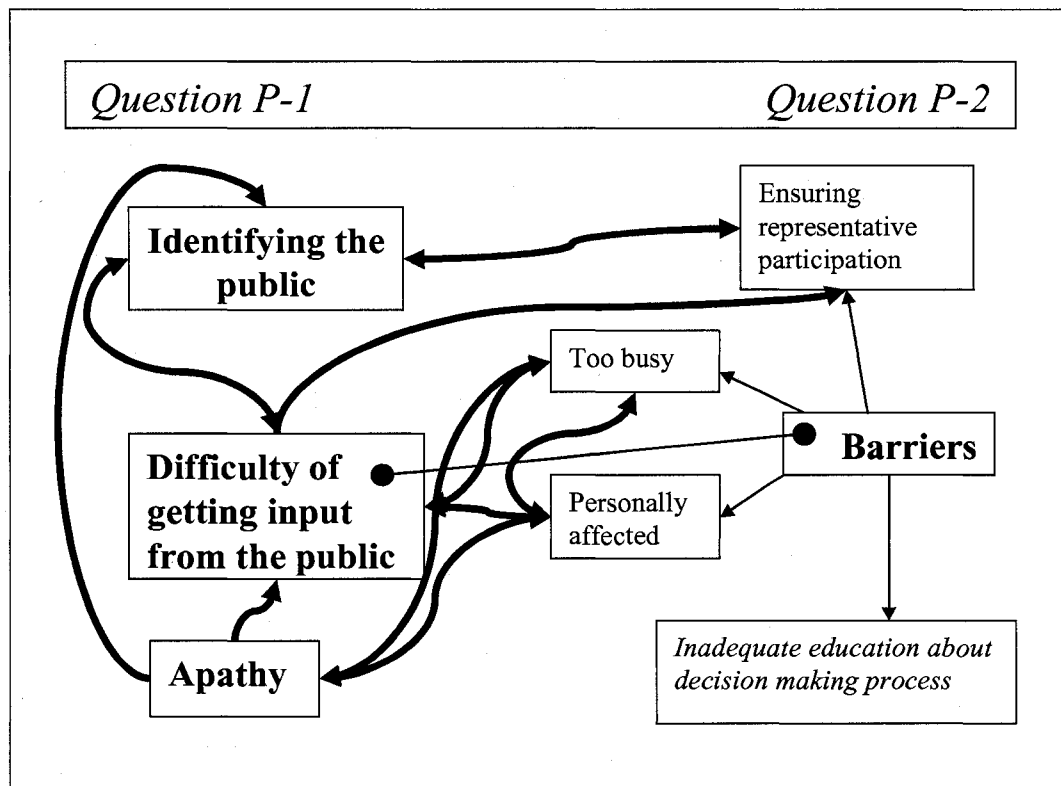 Question P-1 Question P-2
Identifying the
public
Ensuring
representative
participation
Too busy
Barriers
Difficulty of
getting input
from the public
Personally
affected
Apathy
Inadequate education about
decision making process